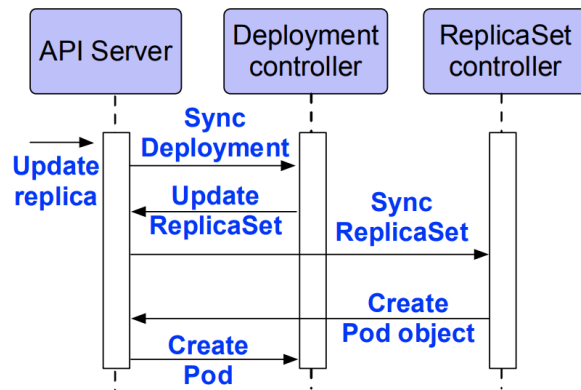 API Server
Deployment
controller
ReplicaSet
controller
Sync
Deployment
Update
replica
Update
ReplicaSet
Sync
ReplicaSet
Create
Pod object
Create
Pod